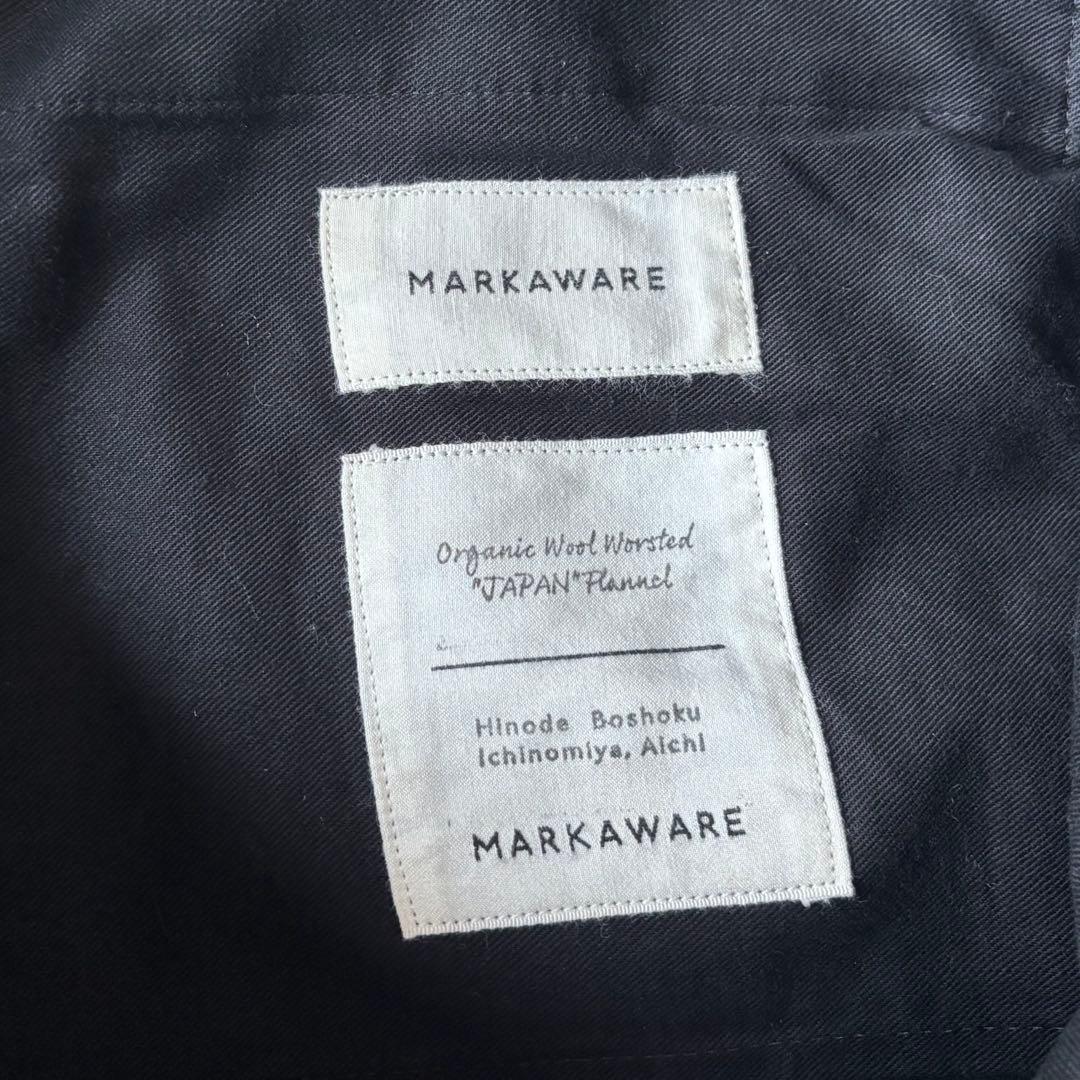 MARKAWARE
Organic Wool Worsted
"JAPAN" Flannel
Hinode Boshoku
Ichinomiya, Aichi
MARKAWARE